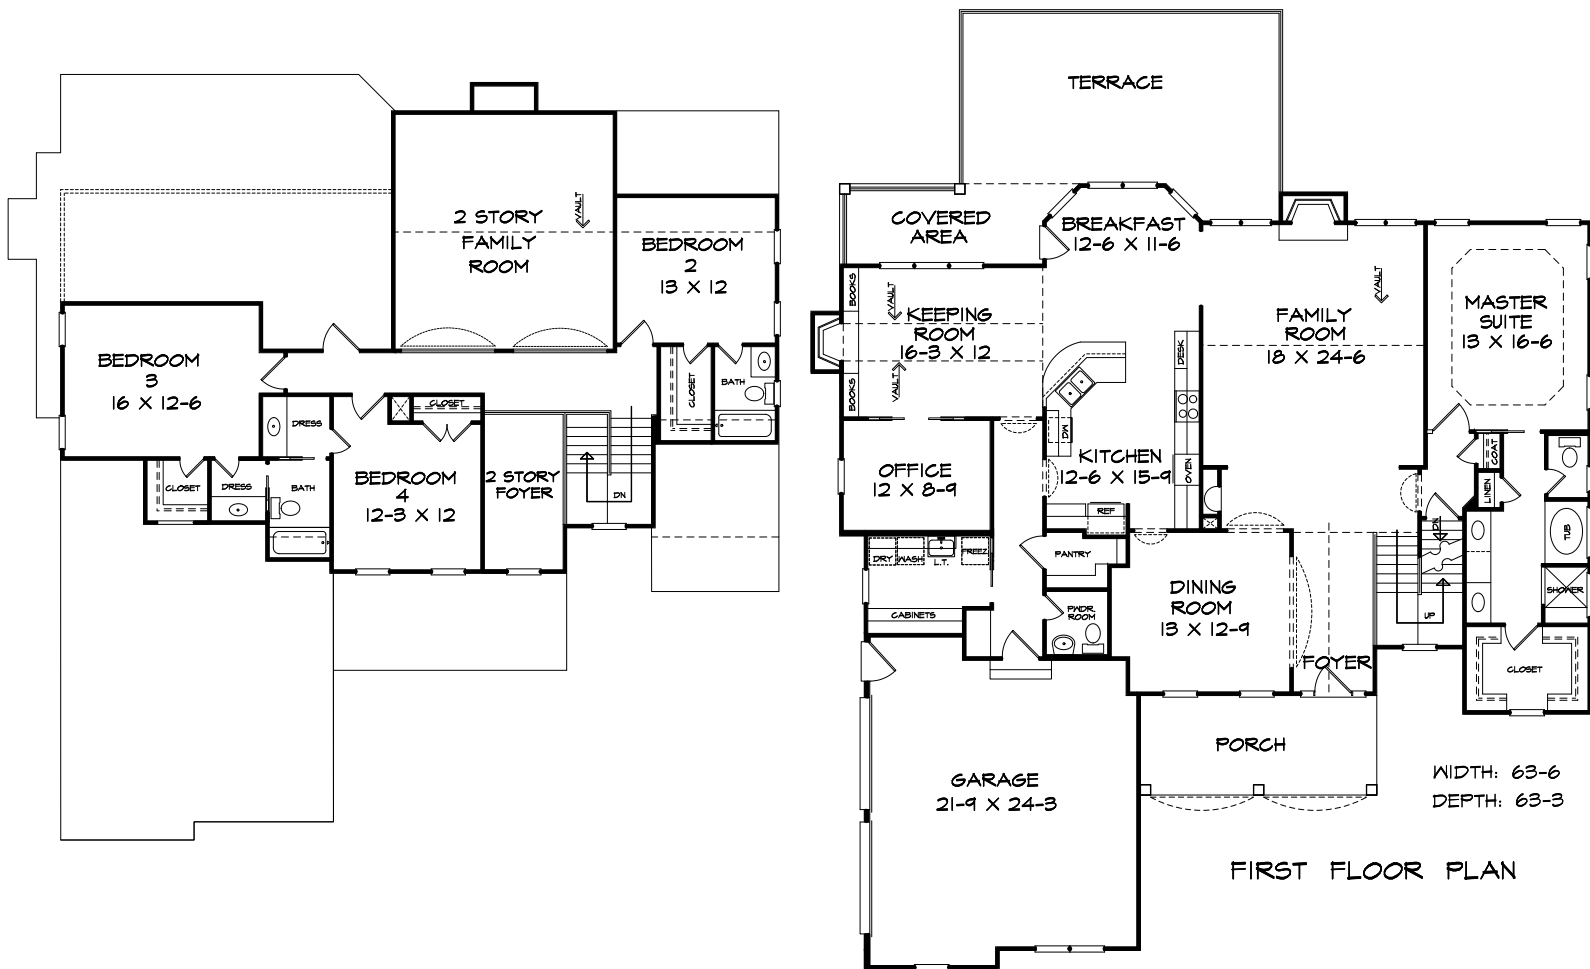 2 STORY
FAMILY
ROOM
VAULT
BEDROOM
2
13 X 12
BEDROOM
3
16 X 12-6
CLOSET
BATH
CLOSET
DRESS
BEDROOM
4
12-3 X 12
2 STORY
FOYER
DN
CLOSET
DRESS
BATH
TERRACE
COVERED
AREA
BREAKFAST
12-6 X 11-6
BOOKS
VAULT
KEEPING
ROOM
16-3 X 12
VAULT
BOOKS
VAULT
FAMILY
ROOM
18 X 24-6
MASTER
SUITE
13 X 16-6
DESK
DW
KITCHEN
12-6 X 15-9
OVEN
REF
OFFICE
12 X 8-9
COAT
LINEN
TUB
SHOWER
DN
UP
DRY
WASH
L.T.
FREEZ
PANTRY
CABINETS
PWDR
ROOM
DINING
ROOM
13 X 12-9
FOYER
CLOSET
PORCH
GARAGE
21-9 X 24-3
WIDTH: 63-6
DEPTH: 63-3
FIRST FLOOR PLAN